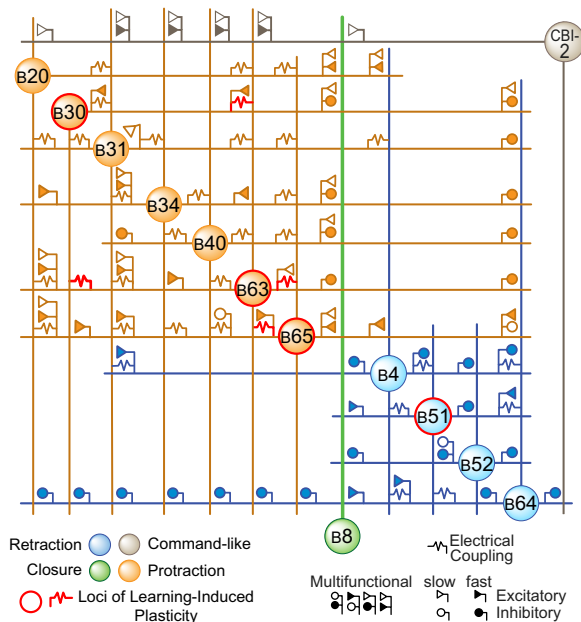 CBI-
2
B20
B30
B31
B34
B40
B63
B65
B4
B51
B52
B64
B8
Retraction
Command-like
Closure
Protraction
Loci of Learning-Induced
Plasticity
Electrical
Coupling
Multifunctional
slow fast
Excitatory
Inhibitory